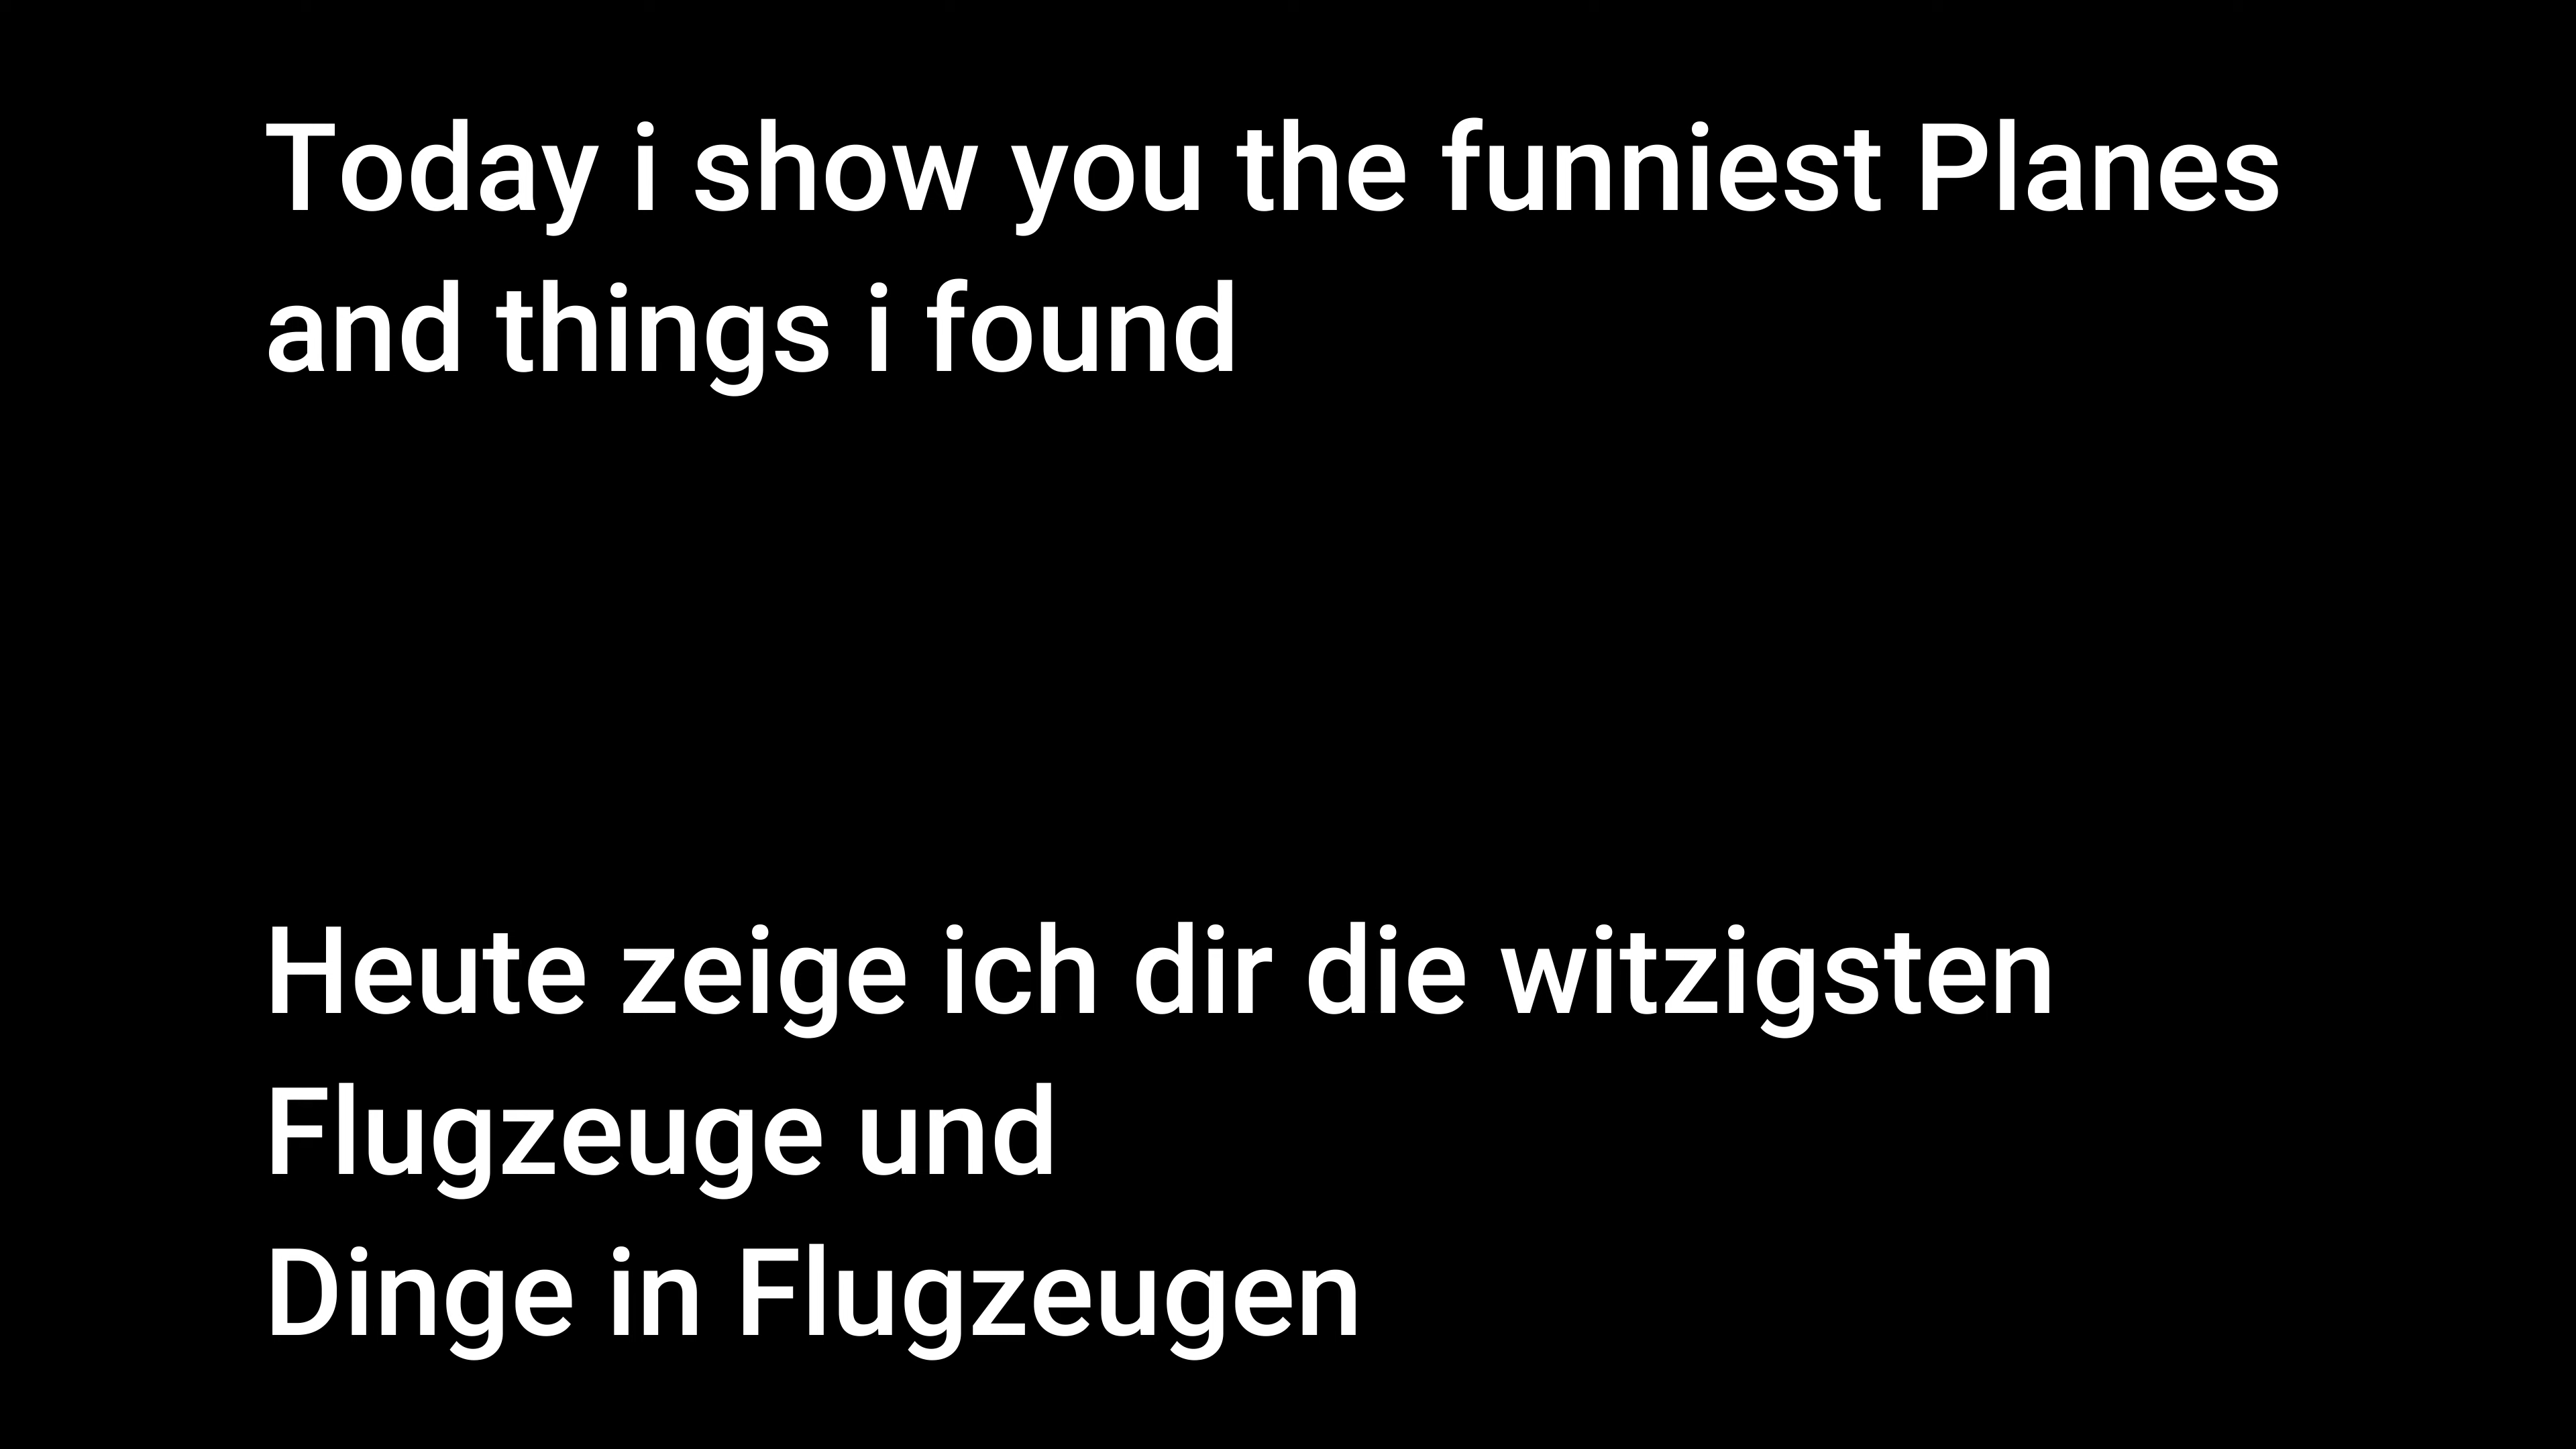 Today i show you the funniest Planes
and things i found
Heute zeige ich dir die witzigsten
Flugzeuge und
Dinge in Flugzeugen